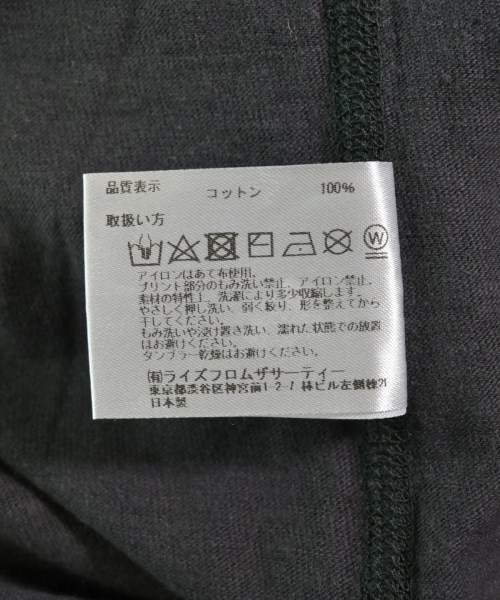 品質表示 コットン 100%
取扱い方
W
アイロンはあて布使用。
プリント部分のもみ洗い禁止、アイロン禁止。
素材の特性上、洗濯により多少収縮します。
やさしく押し洗い、弱く絞り、形を整えてから
干してください。
もみ洗いや浸け置き洗い、濡れた状態での放置
はお避けください。
タンブラー乾燥はお避けください。
㈲ライズフロムザサーティー
東京都渋谷区神宮前1-2-7 林ビル左側棟2F
日本製